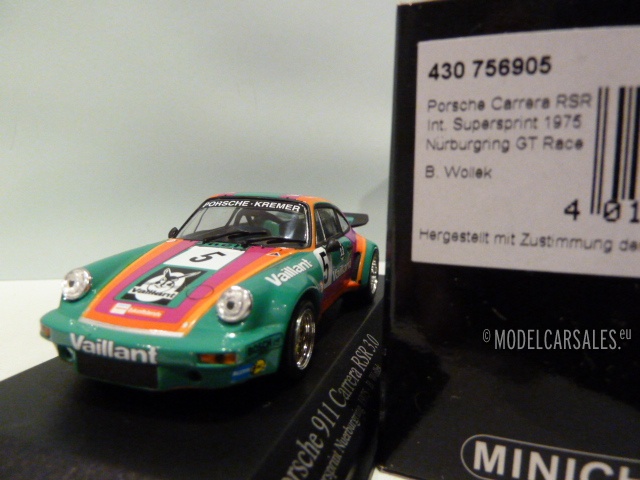 430 756905
Porsche Carrera RSR
Int. Supersprint 1975
Nürburgring GT Race
B. Wollek
4 01
Hergestellt mit Zustimmung de
© MODELCARSALES.eu
MINICH
PORSCHE-KREMER
5
Vaillant
5
Vaillant
orsche 911 Carrera RSR 3.0